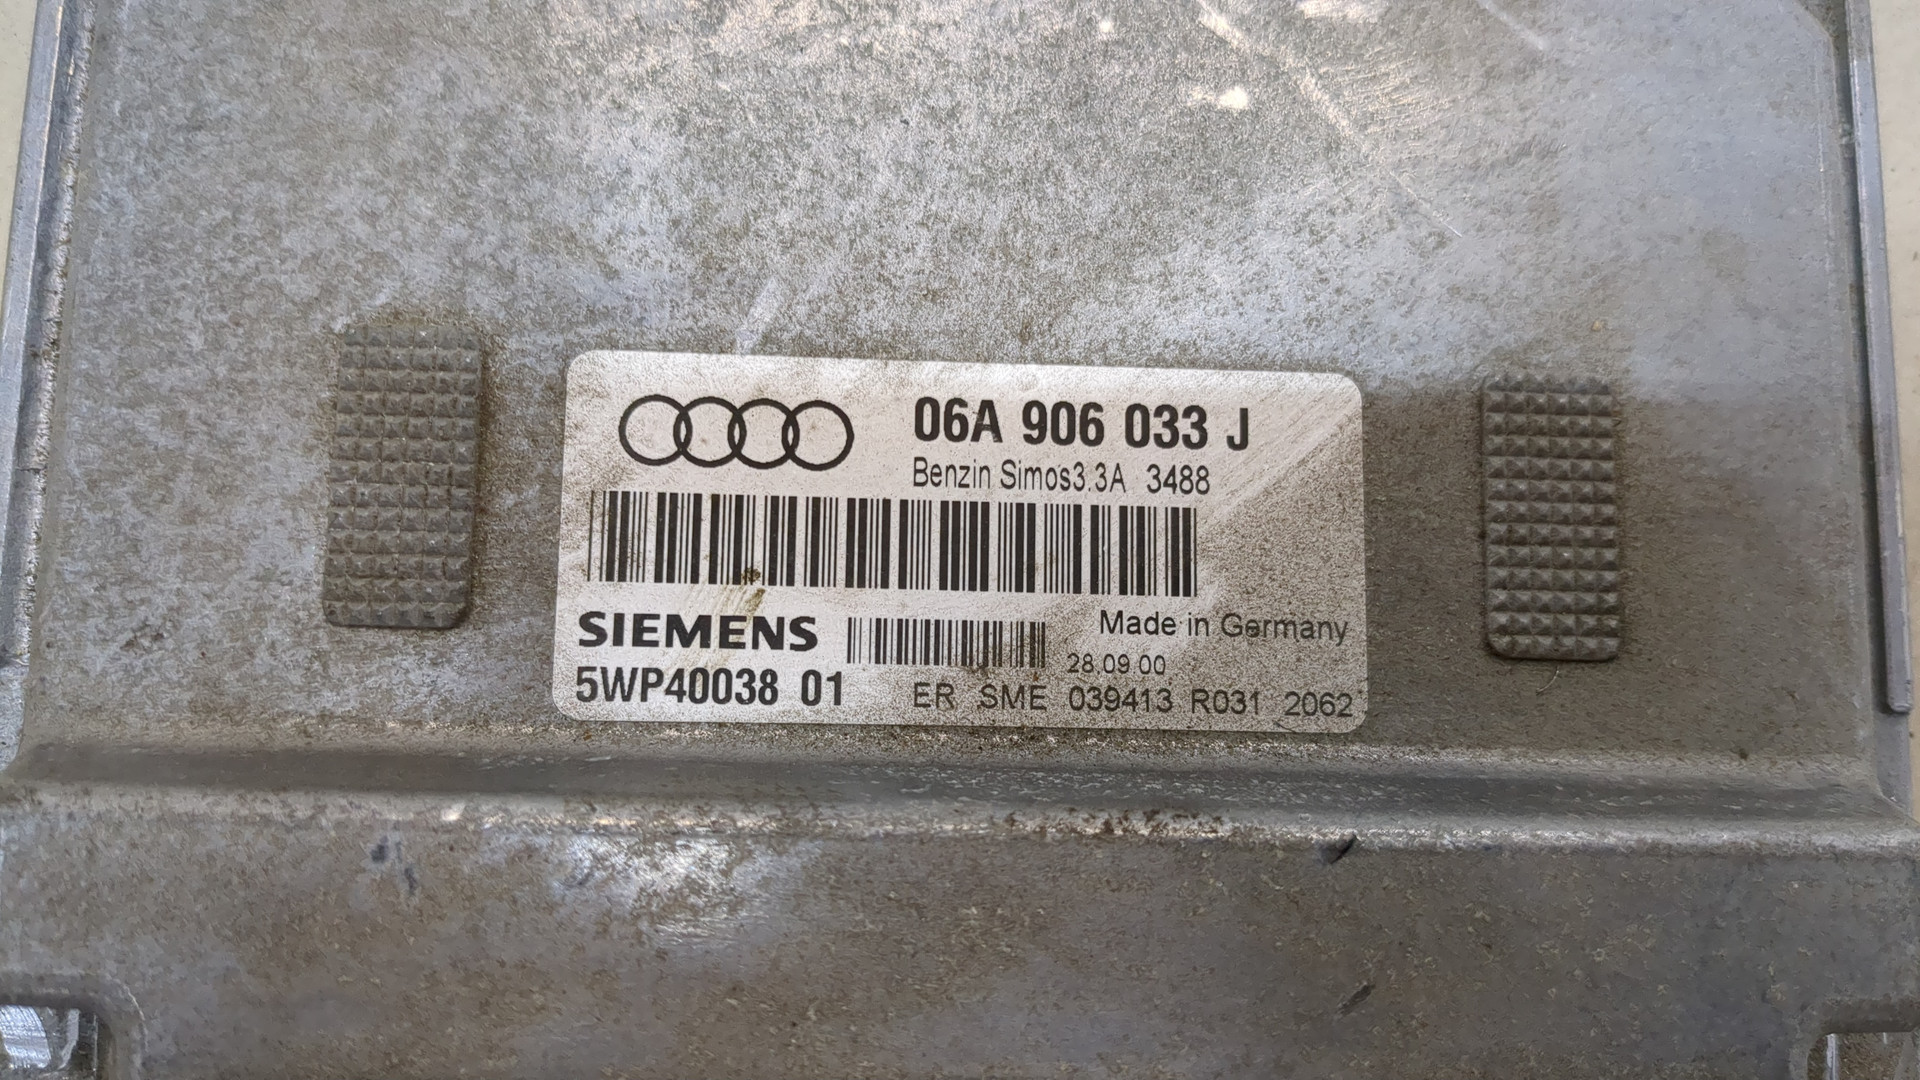 06A 906 033 J
Benzin Simos3.3A 3488
SIEMENS
Made in Germany
28.09.00
5WP40038 01
ER SME 039413 R031 2062